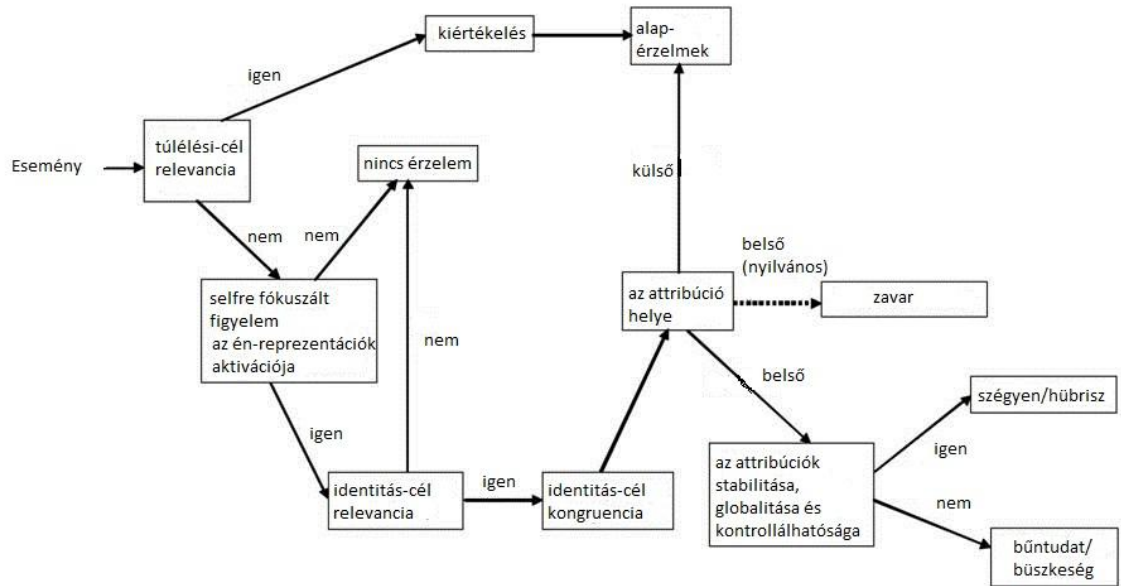 kiértékelés
alap-
érzelmek
igen
túlélési-cél
relevancia
Esemény
nincs érzelem
külső
nem
nem
belső
(nyilvános)
selfre fókuszált
figyelem
az én-reprezentációk
aktivációja
az attribúció
helye
zavar
nem
belső
szégyen/hübrisz
igen
igen
az attribúciók
stabilitása,
globalitása és
kontrollálhatósága
identitás-cél
relevancia
igen
identitás-cél
kongruencia
nem
bűntudat/
büszkeség